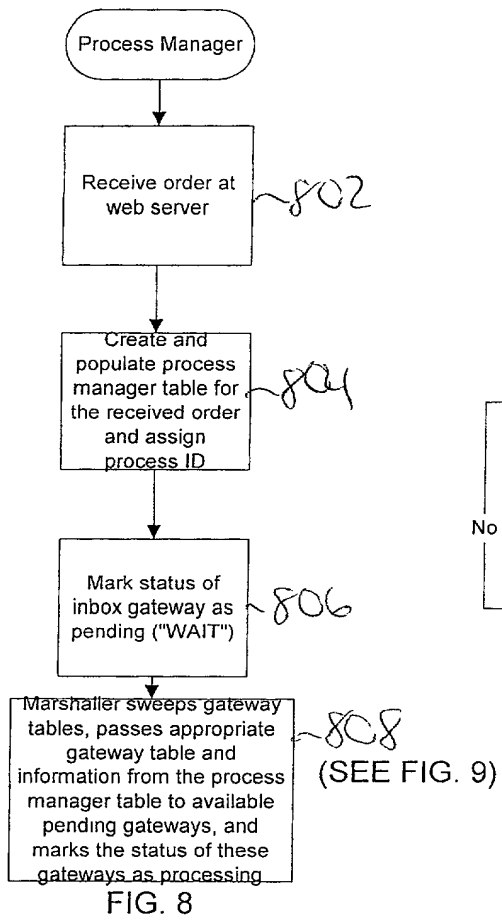 Process Manager
Receive order at
web server
802
Create and
populate process
manager table for
the received order
and assign
process ID
804
Mark status of
inbox gateway as
pending ("WAIT")
806
Marshaller sweeps gateway
tables, passes appropriate
gateway table and
information from the process
manager table to available
pending gateways, and
marks the status of these
gateways as processing
808
(SEE FIG. 9)
No
FIG. 8